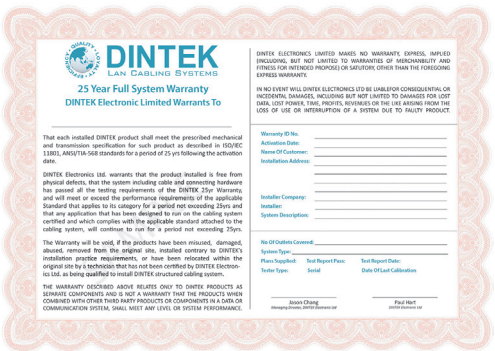 QUALITY LOYALTY EFFICIENCY
DINTEK
LAN CABLING SYSTEMS
25 Year Full System Warranty
DINTEK Electronic Limited Warrants To
That each installed DINTEK product shall meet the prescribed mechanical
and transmission specification for such product as described in ISO/IEC
11801, ANSI/TIA-568 standards for a period of 25 yrs following the activation
date.
DINTEK Electronics Ltd. warrants that the product installed is free from
physical defects, that the system including cable and connecting hardware
has passed all the testing requirements of the DINTEK 25yr Warranty,
and will meet or exceed the performance requirements of the applicable
Standard that applies to its category for a period not exceeding 25yrs and
that any application that has been designed to run on the cabling system
certified and which complies with the applicable standard attached to the
cabling system, will continue to run for a period not exceeding 25yrs.
The Warranty will be void, if the products have been misused, damaged,
abused, removed from the original site, installed contrary to DINTEK's
installation practice requirements, or have been relocated within the
original site by a technician that has not been certified by DINTEK Electron-
ics Ltd. as being qualified to install DINTEK structured cabling system.
THE WARRANTY DESCRIBED ABOVE RELATES ONLY TO DINTEK PRODUCTS AS
SEPARATE COMPONENTS AND IS NOT A WARRANTY THAT THE PRODUCTS WHEN
COMBINED WITH OTHER THIRD PARTY PRODUCTS OR COMPONENTS IN A DATA OR
COMMUNICATION SYSTEM, SHALL MEET ANY LEVEL OR SYSTEM PERFORMANCE.
DINTEK ELECTRONICS LIMITED MAKES NO WARRANTY, EXPRESS, IMPLIED
(INCLUDING, BUT NOT LIMITED TO WARRANTIES OF MERCHANBILITY AND
FITNESS FOR INTENDED PROPOSE) OR SATUTORY, OTHER THAN THE FOREGOING
EXPRESS WARRANTY.
IN NO EVENT WILL DINTEK ELECTRONICS LTD BE LIABLEFOR CONSEQUENTIAL OR
INCEDENTAL DAMAGES, INCLUDING BUT NOT LIMITED TO DAMAGES FOR LOST
DATA, LOST POWER, TIME, PROFITS, REVENUES OR THE LIKE ARISING FROM THE
LOSS OF USE OR INTERRUPTION OF A SYSTEM DUE TO FAULTY PRODUCT.
Warranty ID No.
Activation Date:
Name Of Customer:
Installation Address:
Installer Company:
Installer:
System Description:
No Of Outlets Covered:
System Type:
Plans Supplied: Test Report Pass: Test Report Date:
Tester Type: Serial Date Of Last Calibration
Jason Chang Paul Hart
Managing Director, DINTEK Electronic Ltd DINTEK Electronic Ltd